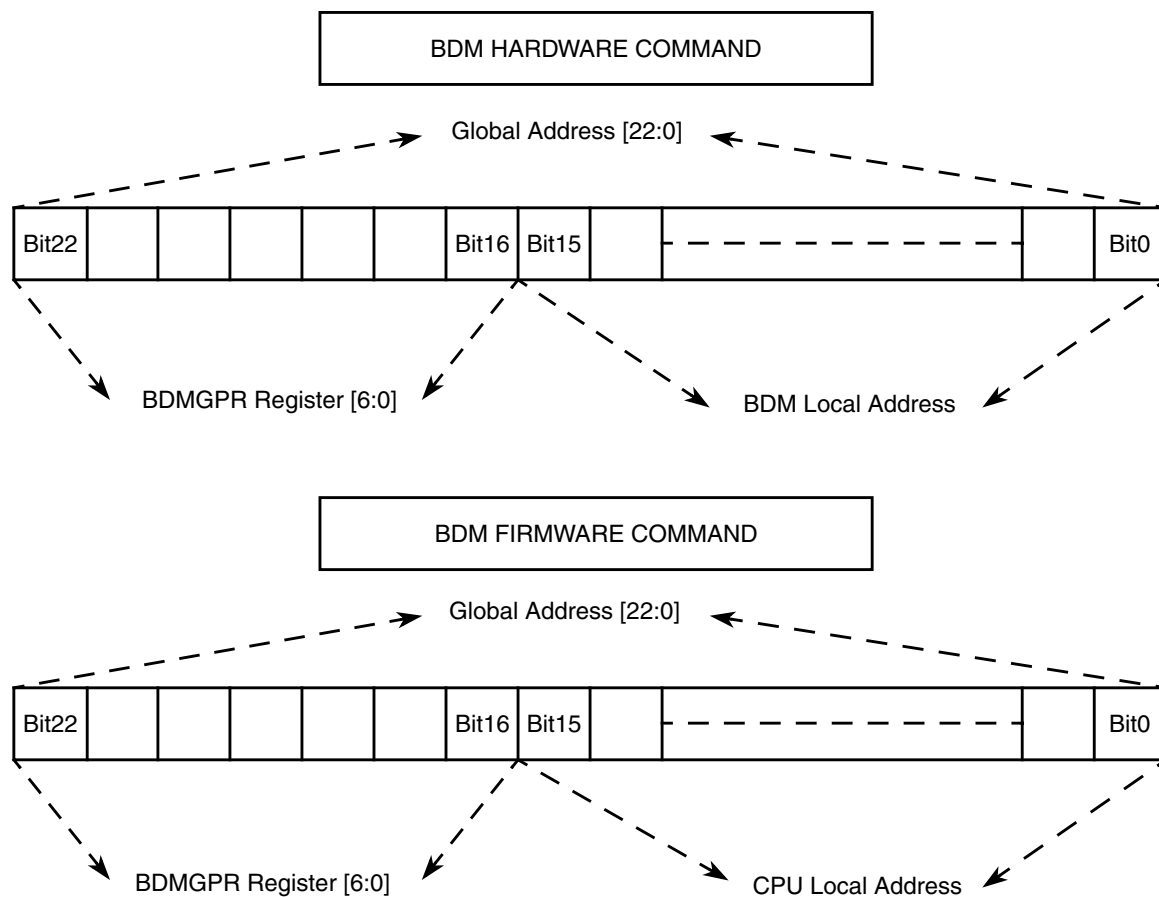 BDM HARDWARE COMMAND
Global Address [22:0]
Bit22 Bit16 Bit15 Bit0
BDMGPR Register [6:0] BDM Local Address
BDM FIRMWARE COMMAND
Global Address [22:0]
Bit22 Bit16 Bit15 Bit0
BDMGPR Register [6:0] CPU Local Address